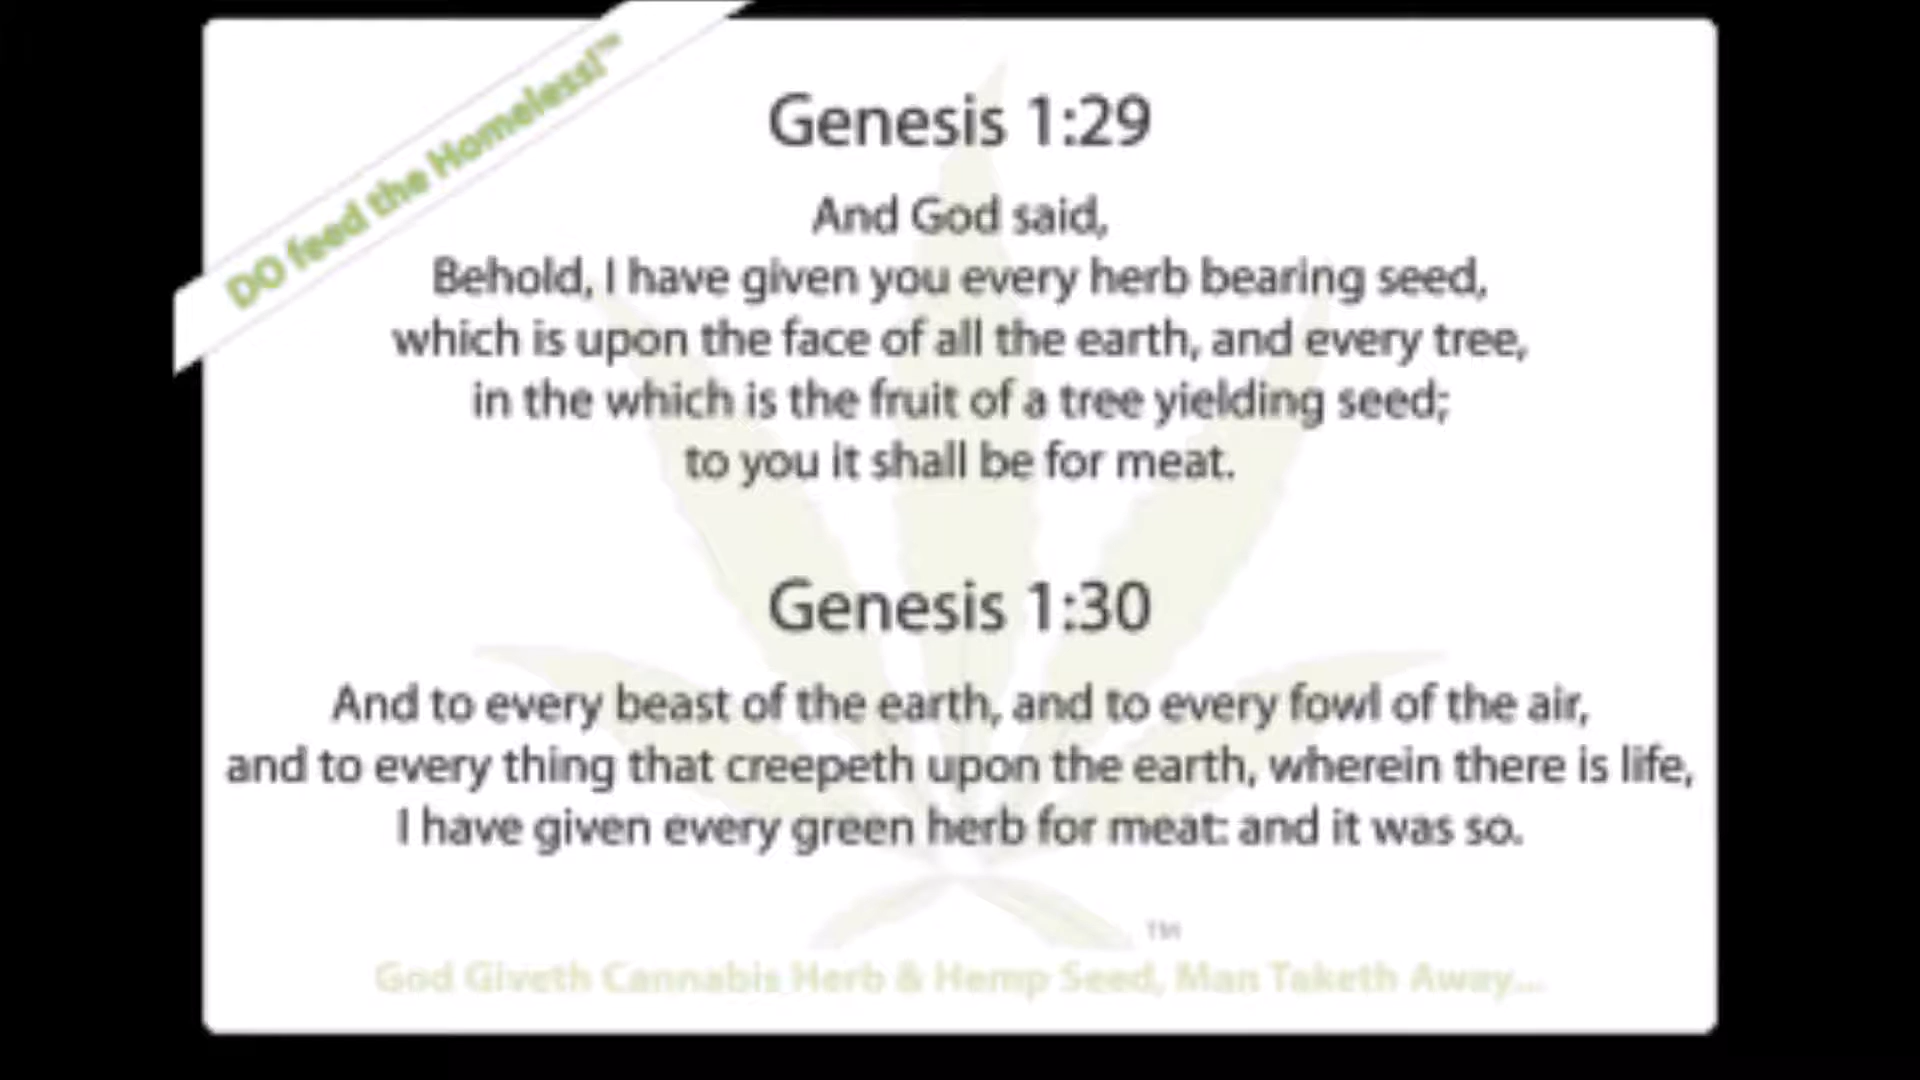 DO feed the Homeless!™
Genesis 1:29
And God said,
Behold, I have given you every herb bearing seed,
which is upon the face of all the earth, and every tree,
in the which is the fruit of a tree yielding seed;
to you it shall be for meat.
Genesis 1:30
And to every beast of the earth, and to every fowl of the air,
and to every thing that creepeth upon the earth, wherein there is life,
I have given every green herb for meat: and it was so.
TM
God Giveth Cannabis Herb & Hemp Seed, Man Taketh Away...